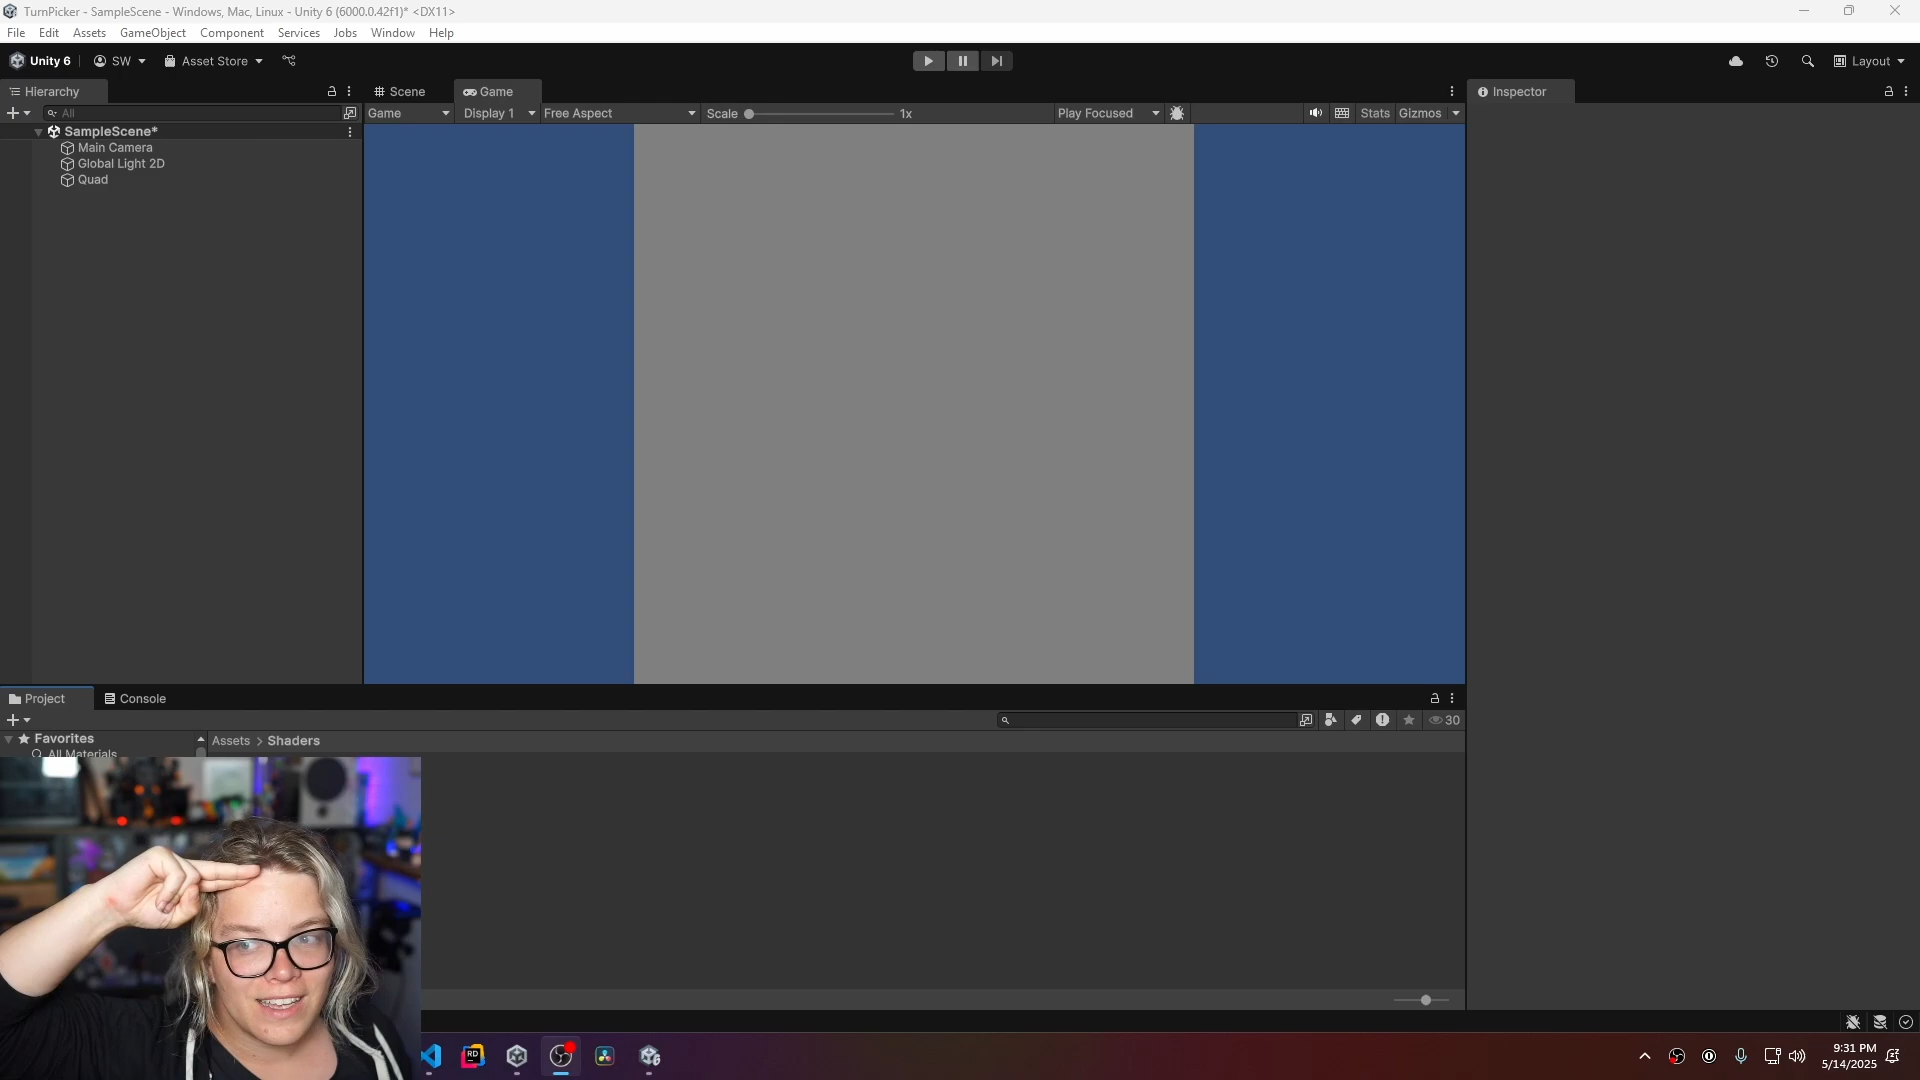 TurnPicker - SampleScene - Windows, Mac, Linux - Unity 6 (6000.0.42f1)* <DX11>
File Edit Assets GameObject Component Services Jobs Window Help
Unity 6 SW Asset Store Layout
Hierarchy Scene Game Inspector
All Game Display 1 Free Aspect Scale 1x Play Focused Stats Gizmos
SampleScene*
Main Camera
Global Light 2D
Quad
Project Console
30
Favorites Assets > Shaders
All Materials
RD
6
9:31 PM
5/14/2025